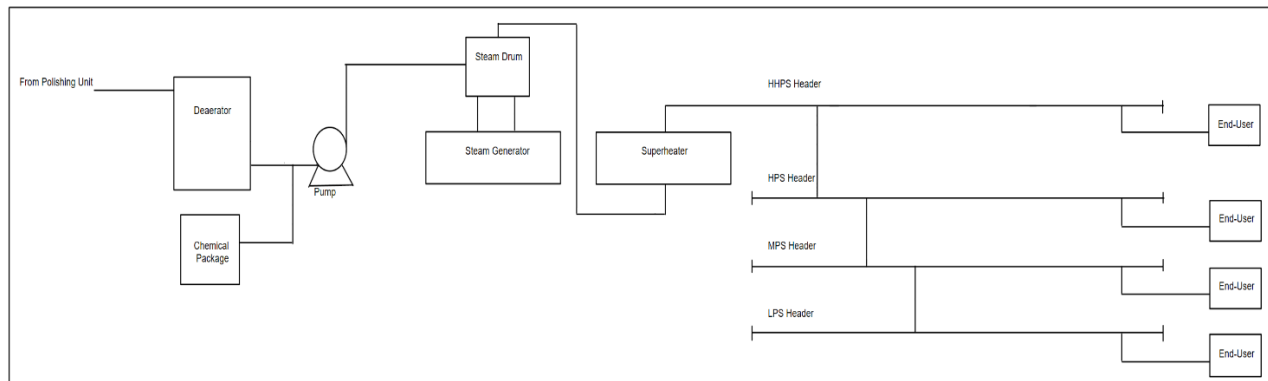 From Polishing Unit
Deaerator
Chemical
Package
Pump
Steam Drum
Steam Generator
Superheater
HHPS Header
End-User
HPS Header
End-User
MPS Header
End-User
LPS Header
End-User